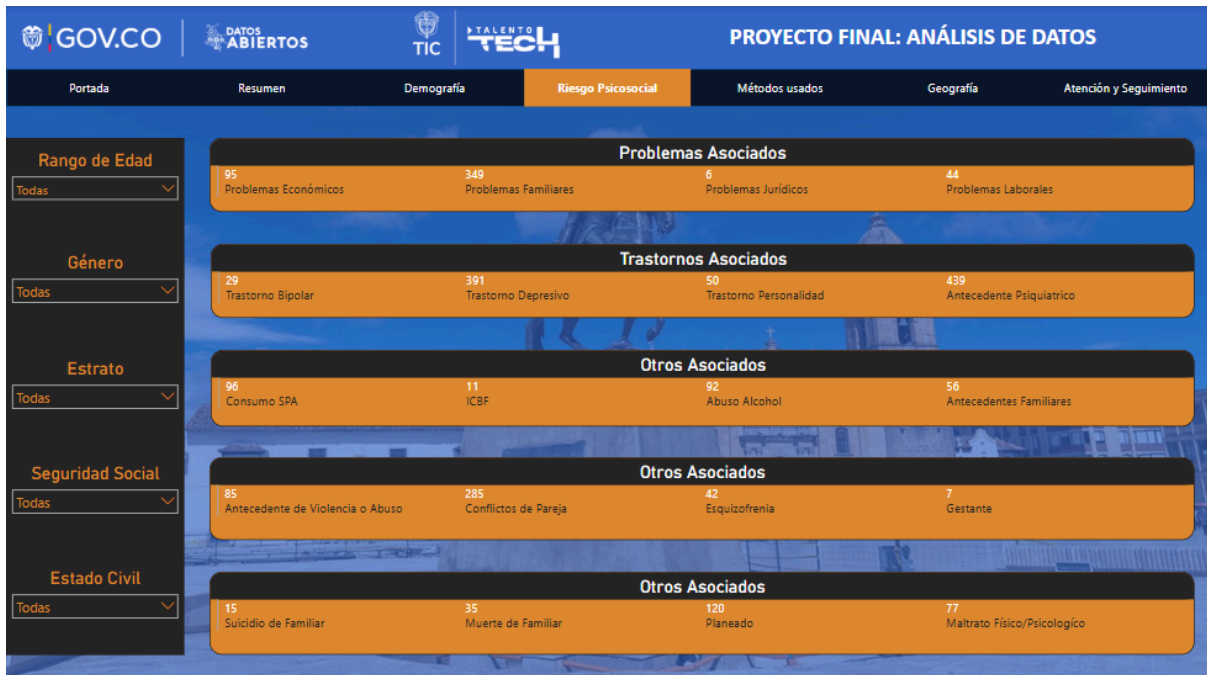 GOV.CO
DATOS
ABIERTOS
TIC
TALENTO
TECH
PROYECTO FINAL: ANÁLISIS DE DATOS
Portada Resumen Demografía Riesgo Psicosocial Métodos usados Geografía Atención y Seguimiento
Rango de Edad
Todas
Género
Todas
Estrato
Todas
Seguridad Social
Todas
Estado Civil
Todas
Problemas Asociados
95 349 6 44
Problemas Económicos Problemas Familiares Problemas Jurídicos Problemas Laborales
Trastornos Asociados
29 391 50 439
Trastorno Bipolar Trastorno Depresivo Trastorno Personalidad Antecedente Psiquiatrico
Otros Asociados
96 11 92 56
Consumo SPA ICBF Abuso Alcohol Antecedentes Familiares
Otros Asociados
85 285 42 7
Antecedente de Violencia o Abuso Conflictos de Pareja Esquizofrenia Gestante
Otros Asociados
15 35 120 77
Suicidio de Familiar Muerte de Familiar Planeado Maltrato Físico/Psicologíco